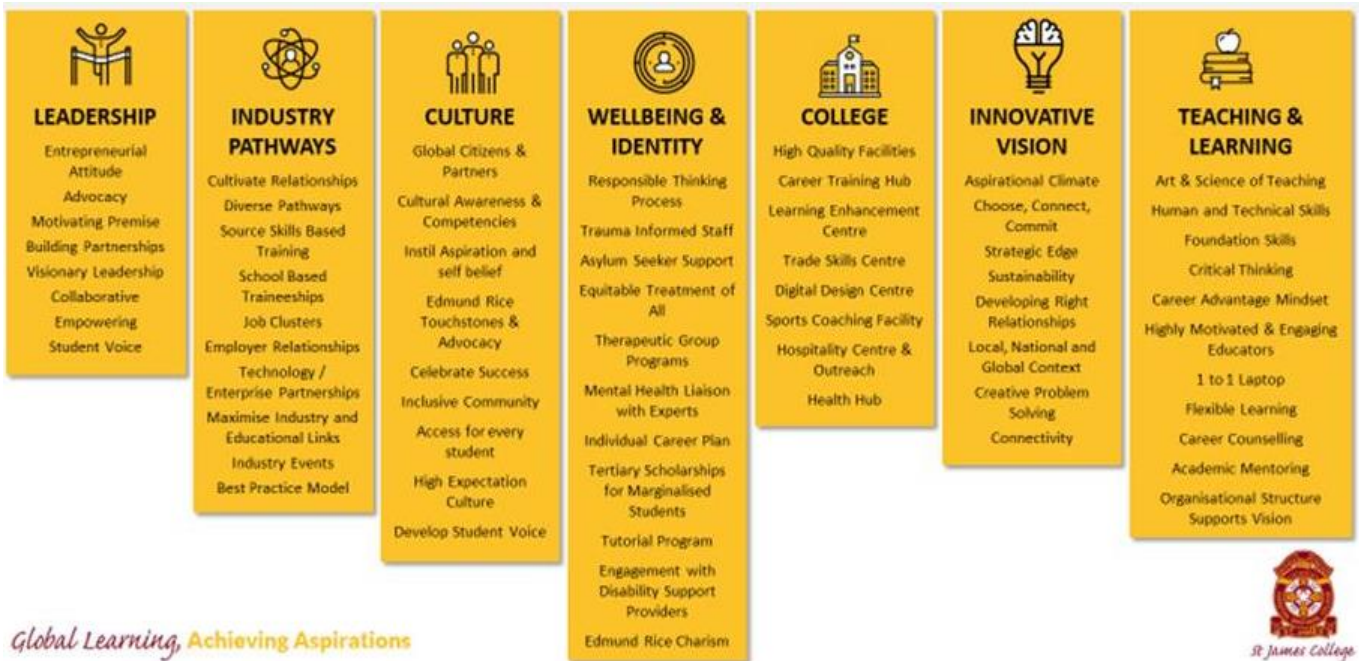 LEADERSHIP
Entrepreneurial
Attitude
Advocacy
Motivating Premise
Building Partnerships
Visionary Leadership
Collaborative
Empowering
Student Voice
INDUSTRY
PATHWAYS
Cultivate Relationships
Diverse Pathways
Source Skills Based
Training
School Based
Traineeships
Job Clusters
Employer Relationships
Technology /
Enterprise Partnerships
Maximise Industry and
Educational Links
Industry Events
Best Practice Model
CULTURE
Global Citizens &
Partners
Cultural Awareness &
Competencies
Instil Aspiration and
self belief
Edmund Rice
Touchstones &
Advocacy
Celebrate Success
Inclusive Community
Access for every
student
High Expectation
Culture
Develop Student Voice
WELLBEING &
IDENTITY
Responsible Thinking
Process
Trauma Informed Staff
Asylum Seeker Support
Equitable Treatment of
All
Therapeutic Group
Programs
Mental Health Liaison
with Experts
Individual Career Plan
Tertiary Scholarships
for Marginalised
Students
Tutorial Program
Engagement with
Disability Support
Providers
Edmund Rice Charism
COLLEGE
High Quality Facilities
Career Training Hub
Learning Enhancement
Centre
Trade Skills Centre
Digital Design Centre
Sports Coaching Facility
Hospitality Centre &
Outreach
Health Hub
INNOVATIVE
VISION
Aspirational Climate
Choose, Connect,
Commit
Strategic Edge
Sustainability
Developing Right
Relationships
Local, National and
Global Context
Creative Problem
Solving
Connectivity
TEACHING &
LEARNING
Art & Science of Teaching
Human and Technical Skills
Foundation Skills
Critical Thinking
Career Advantage Mindset
Highly Motivated & Engaging
Educators
1 to 1 Laptop
Flexible Learning
Career Counselling
Academic Mentoring
Organisational Structure
Supports Vision
Global Learning, Achieving Aspirations
St James College